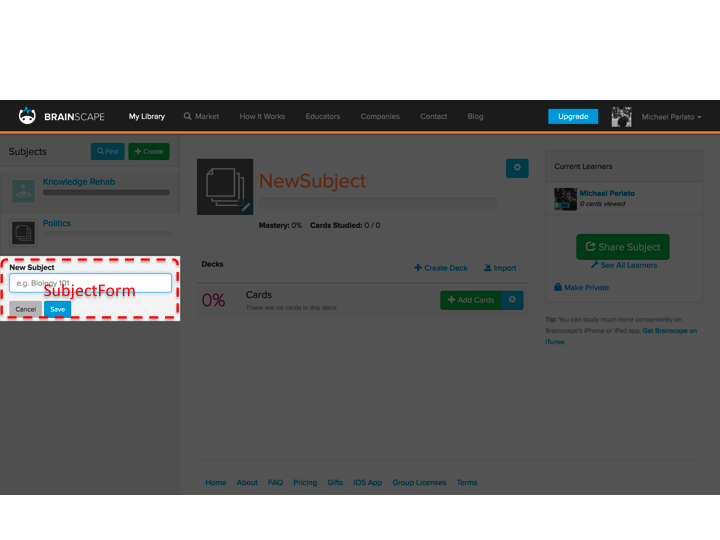 BRAINSCAPE My Library Market How It Works Educators Companies Contact Blog Upgrade Michael Parlato
Subjects Find Create
Knowledge Rehab
Politics
New Subject
e.g. Biology 101
SubjectForm
Cancel Save
NewSubject
Mastery: 0% Cards Studied: 0 / 0
Decks + Create Deck Import
0% Cards + Add Cards
There are no cards in this deck.
Current Learners
Michael Parlato
0 cards viewed
Share Subject
See All Learners
Make Private
Tip: You can study much more conveniently on
Brainscape's iPhone or iPad app. Get Brainscape on
iTunes
Home About FAQ Pricing Gifts iOS App Group Licenses Terms